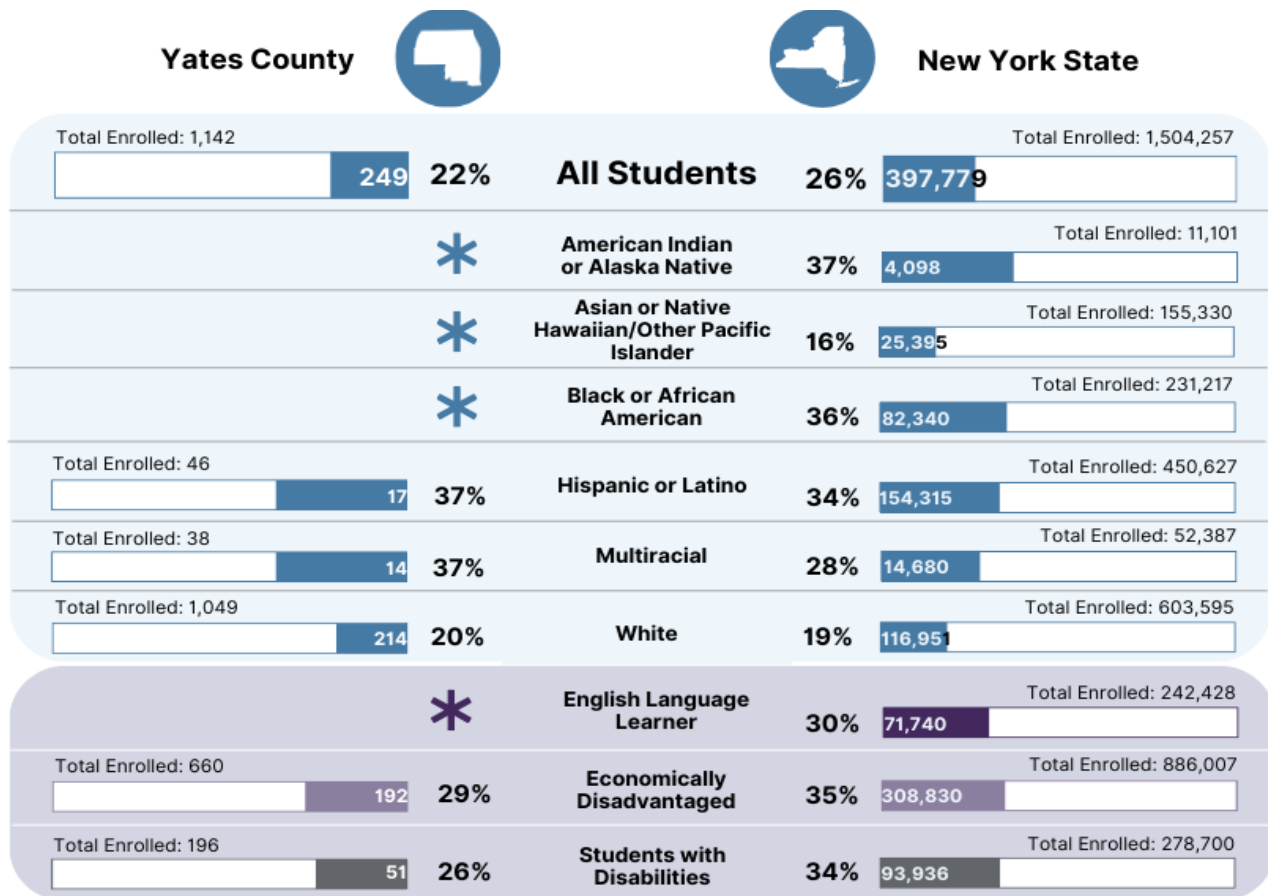 Yates County
New York State
Total Enrolled: 1,142
249
22%
All Students
26%
Total Enrolled: 1,504,257
397,779
*
American Indian
or Alaska Native
37%
Total Enrolled: 11,101
4,098
*
Asian or Native
Hawaiian/Other Pacific
Islander
16%
Total Enrolled: 155,330
25,395
*
Black or African
American
36%
Total Enrolled: 231,217
82,340
Total Enrolled: 46
17
37%
Hispanic or Latino
34%
Total Enrolled: 450,627
154,315
Total Enrolled: 38
14
37%
Multiracial
28%
Total Enrolled: 52,387
14,680
Total Enrolled: 1,049
214
20%
White
19%
Total Enrolled: 603,595
116,951
*
English Language
Learner
30%
Total Enrolled: 242,428
71,740
Total Enrolled: 660
192
29%
Economically
Disadvantaged
35%
Total Enrolled: 886,007
308,830
Total Enrolled: 196
51
26%
Students with
Disabilities
34%
Total Enrolled: 278,700
93,936